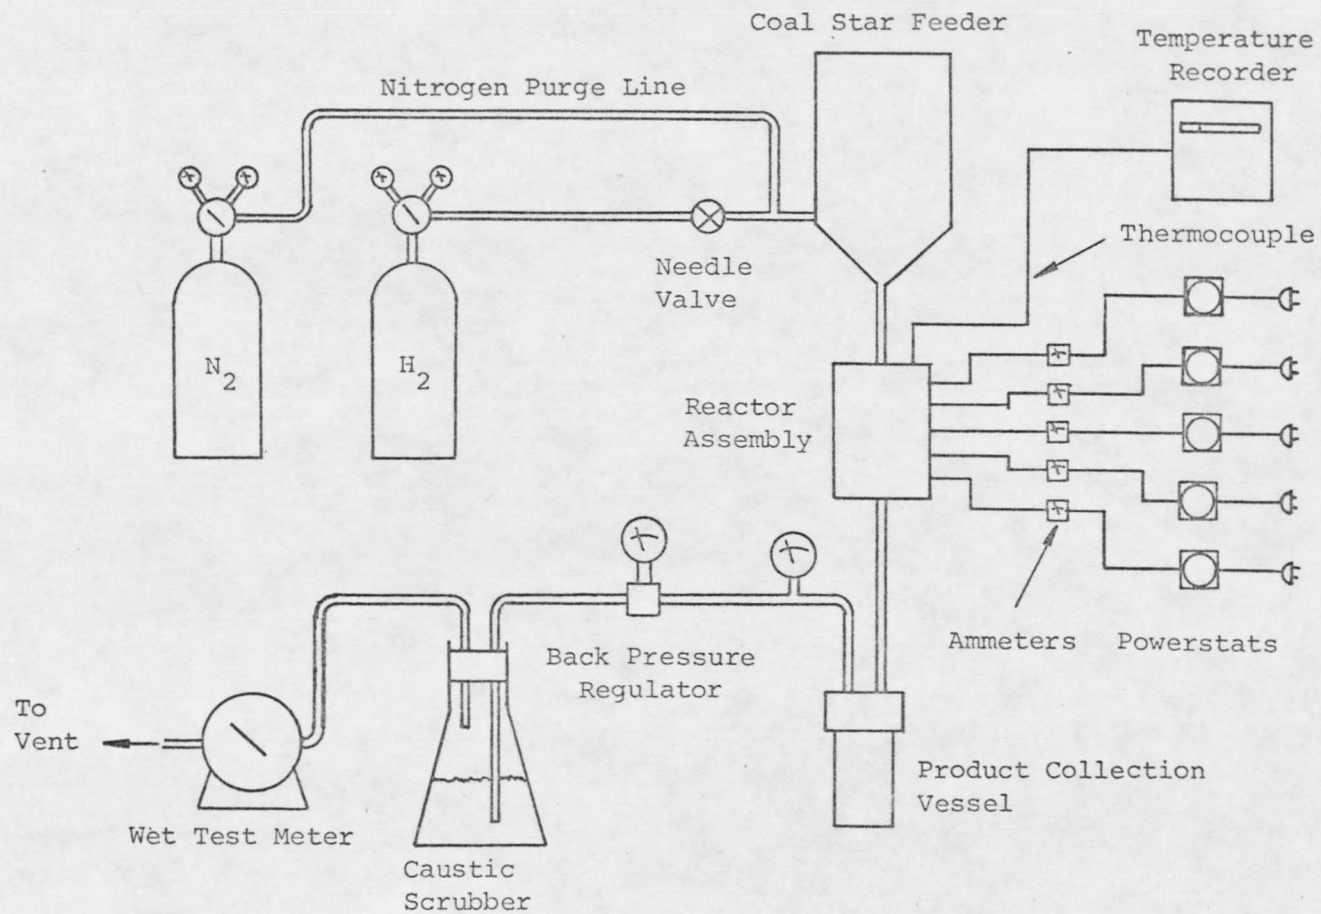 Coal Star Feeder
Temperature
Recorder
Nitrogen Purge Line
Thermocouple
Needle
Valve
N2
H2
Reactor
Assembly
Ammeters
Powerstats
Back Pressure
Regulator
To
Vent
Product Collection
Vessel
Wet Test Meter
Caustic
Scrubber